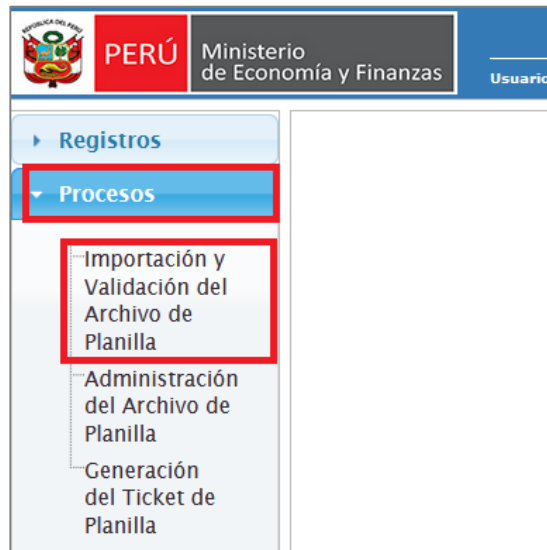 REPÚBLICA DEL PERÚ
PERÚ
Ministerio
de Economía y Finanzas
Usuario
Registros
Procesos
Importación y
Validación del
Archivo de
Planilla
Administración
del Archivo de
Planilla
Generación
del Ticket de
Planilla